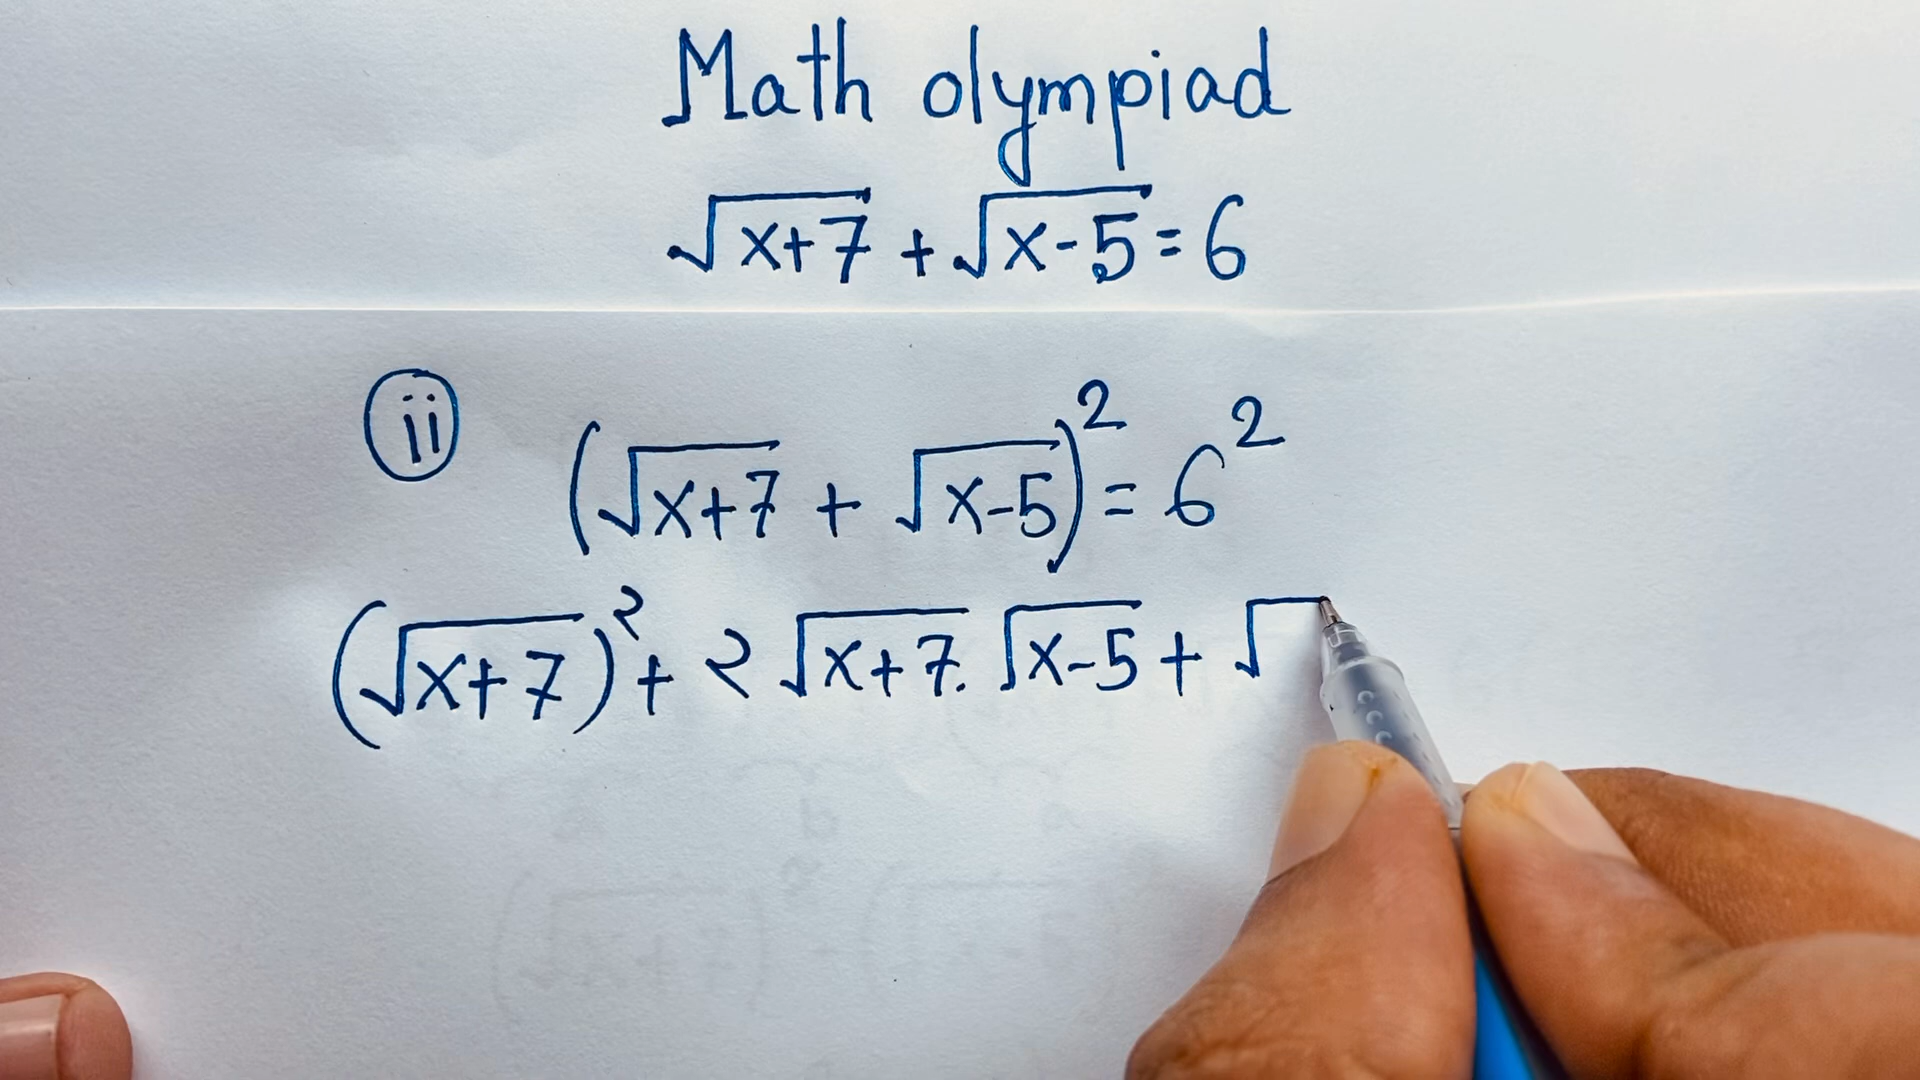 Math olympiad
√x+7 + √x-5 = 6
ii (√x+7 + √x-5)² = 6²
(√x+7)² + 2 √x+7 . √x-5 + √